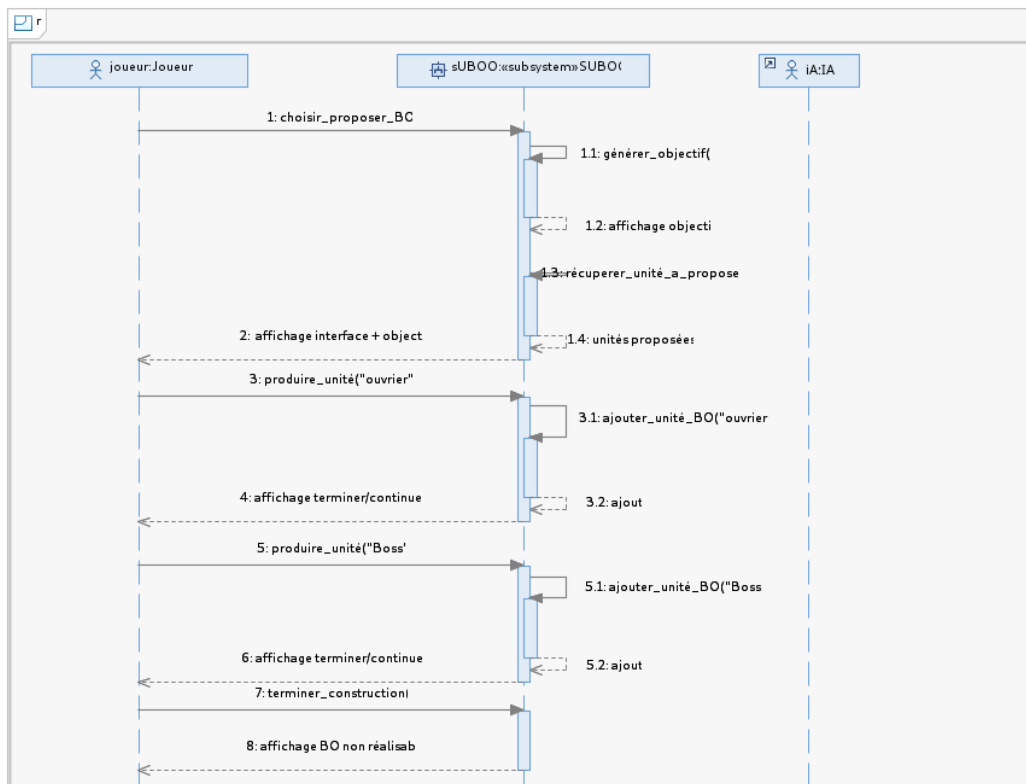 r
joueur:Joueur
sUBOO:«subsystem»SUBO(
iA:IA
1: choisir_proposer_BC
1.1: générer_objectif(
1.2: affichage objecti
1.3: récuperer_unité_a_propose
2: affichage interface + object
1.4: unités proposées
3: produire_unité("ouvrier"
3.1: ajouter_unité_BO("ouvrier
4: affichage terminer/continue
3.2: ajout
5: produire_unité("Boss'
5.1: ajouter_unité_BO("Boss
6: affichage terminer/continue
5.2: ajout
7: terminer_construction(
8: affichage BO non réalisab